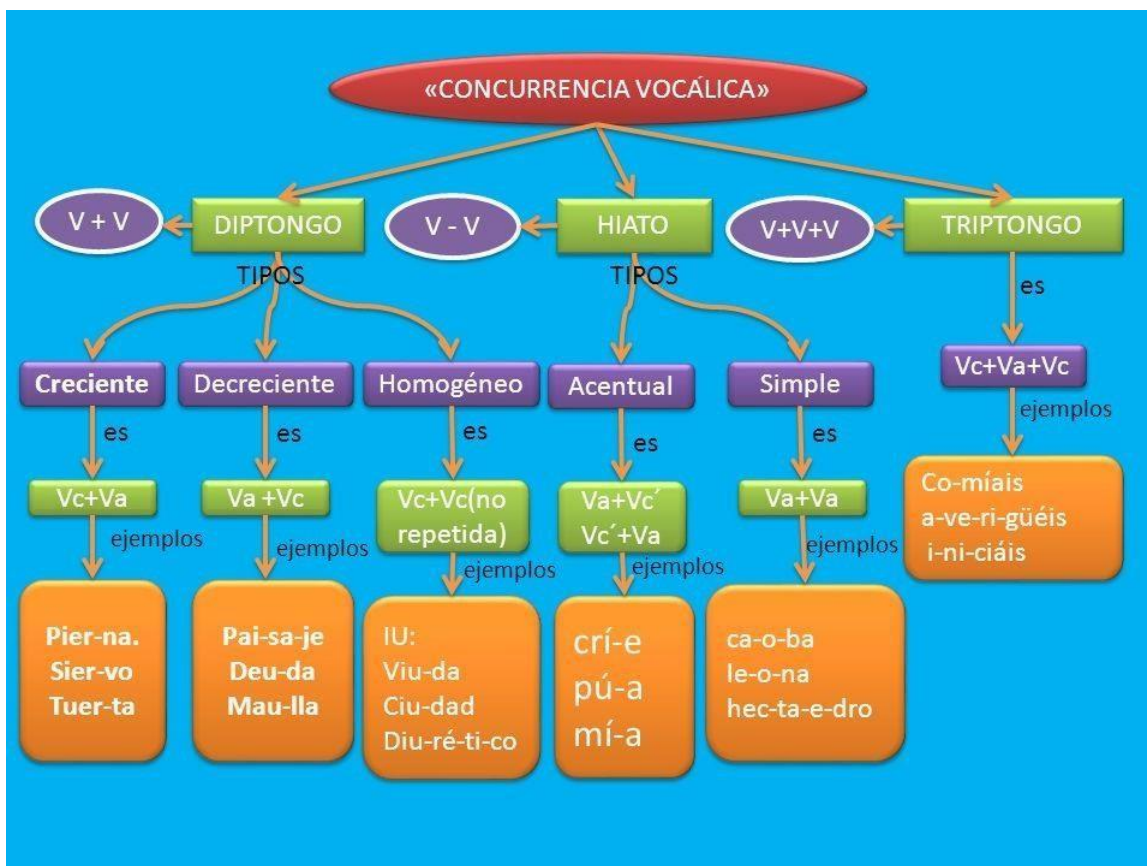 «CONCURRENCIA VOCÁLICA»
V + V
DIPTONGO
V - V
HIATO
V+V+V
TRIPTONGO
TIPOS
TIPOS
es
Creciente
Decreciente
Homogéneo
Acentual
Simple
Vc+Va+Vc
es
es
es
es
es
ejemplos
Vc+Va
Va +Vc
Vc+Vc(no
repetida)
Va+Vc´
Vc´+Va
Va+Va
Co-míais
a-ve-ri-güéis
i-ni-ciáis
ejemplos
ejemplos
ejemplos
ejemplos
ejemplos
Pier-na.
Sier-vo
Tuer-ta
Pai-sa-je
Deu-da
Mau-lla
IU:
Viu-da
Ciu-dad
Diu-ré-ti-co
crí-e
pú-a
mí-a
ca-o-ba
le-o-na
hec-ta-e-dro